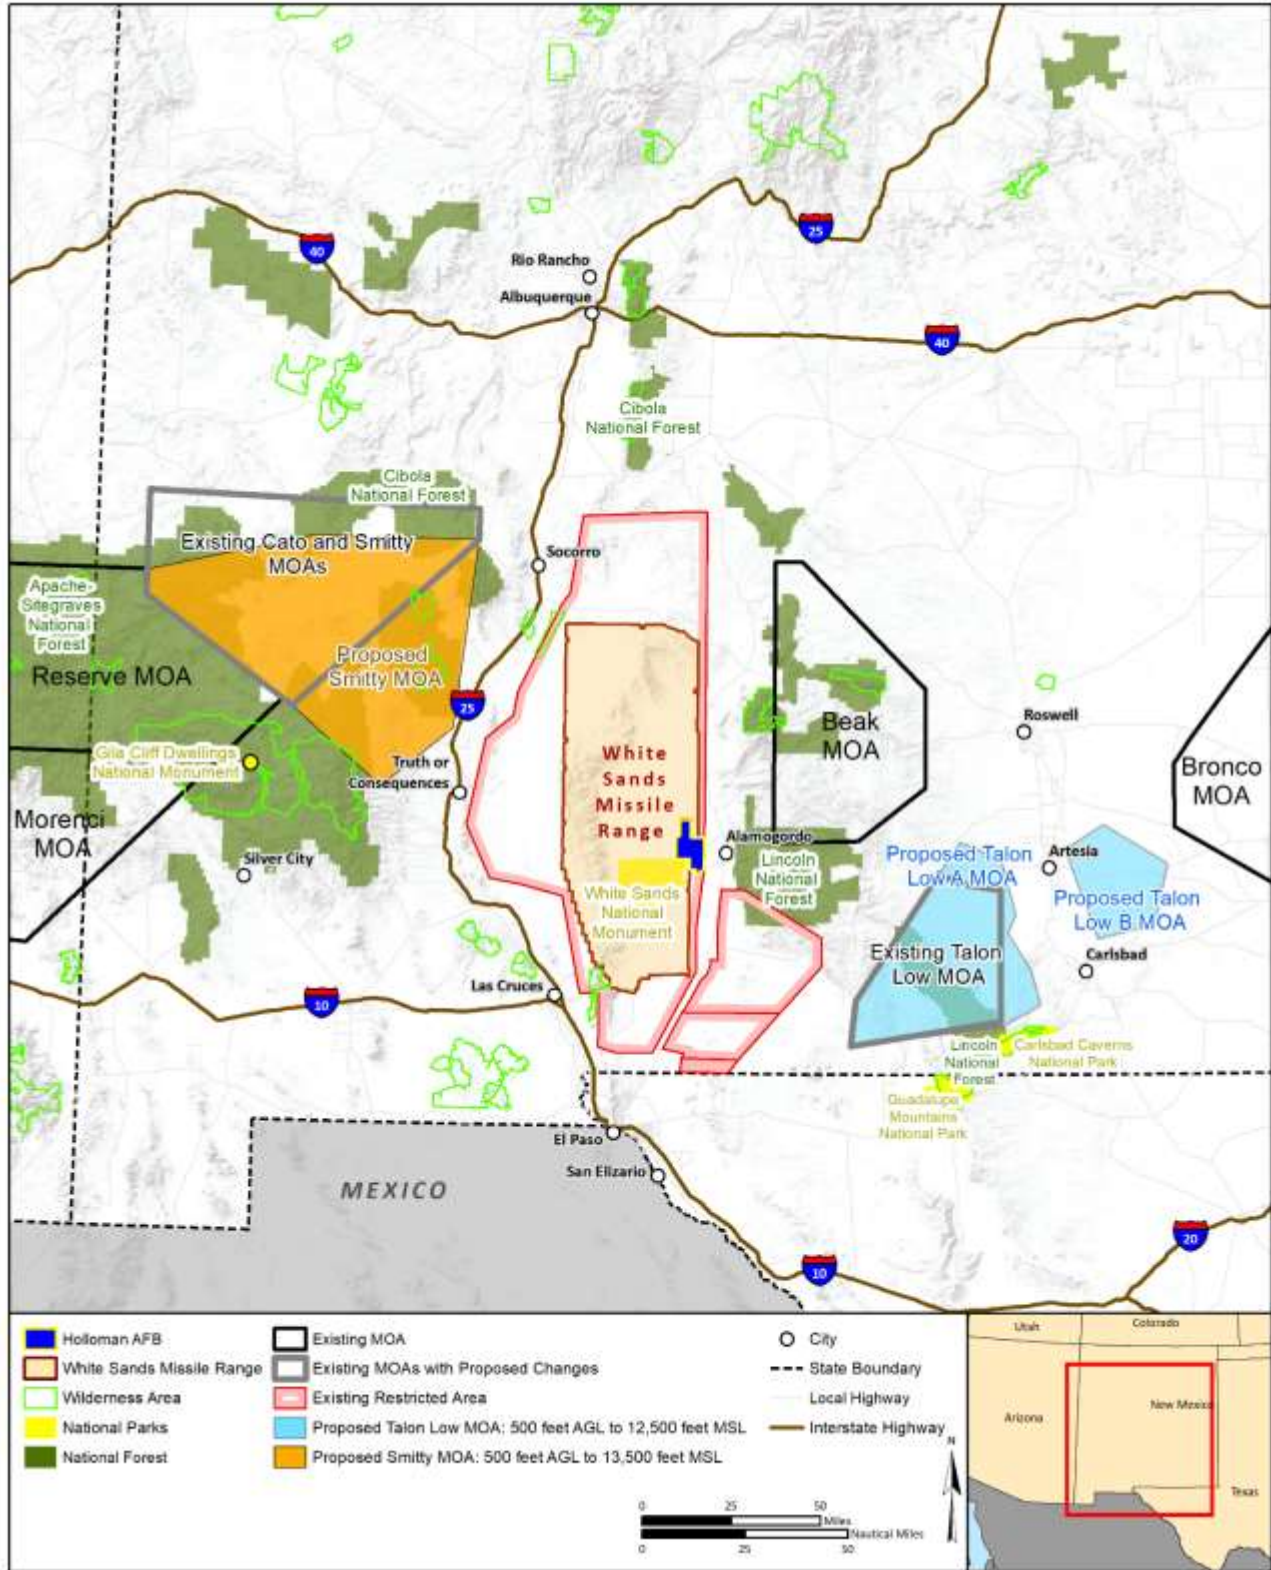 40
25
Rio Rancho
Albuquerque
40
Cibola
National Forest
Cibola
National Forest
Existing Cato and Smitty
MOAs
Socorro
Apache-
Sitegraves
National
Forest
Reserve MOA
Proposed
Smitty MOA
25
Beak
MOA
Roswell
Gila Cliff Dwellings
National Monument
Truth or
Consequences
White
Sands
Missile
Range
Bronco
MOA
Morenci
MOA
Silver City
Alamogordo
Lincoln
National
Forest
Proposed Talon
Low A MOA
Artesia
Proposed Talon
Low B MOA
White Sands
National
Monument
Existing Talon
Low MOA
Carlsbad
Las Cruces
10
Lincoln
National
Forest
Carlsbad Caverns
National Park
Guadalupe
Mountains
National Park
El Paso
San Elizario
MEXICO
20
10
Holloman AFB
White Sands Missile Range
Wilderness Area
National Parks
National Forest
Existing MOA
Existing MOAs with Proposed Changes
Existing Restricted Area
Proposed Talon Low MOA: 500 feet AGL to 12,500 feet MSL
Proposed Smitty MOA: 500 feet AGL to 13,500 feet MSL
City
State Boundary
Local Highway
Interstate Highway
N
0 25 50
Miles
Nautical Miles
0 25 50
Utah
Colorado
Arizona
New Mexico
Texas